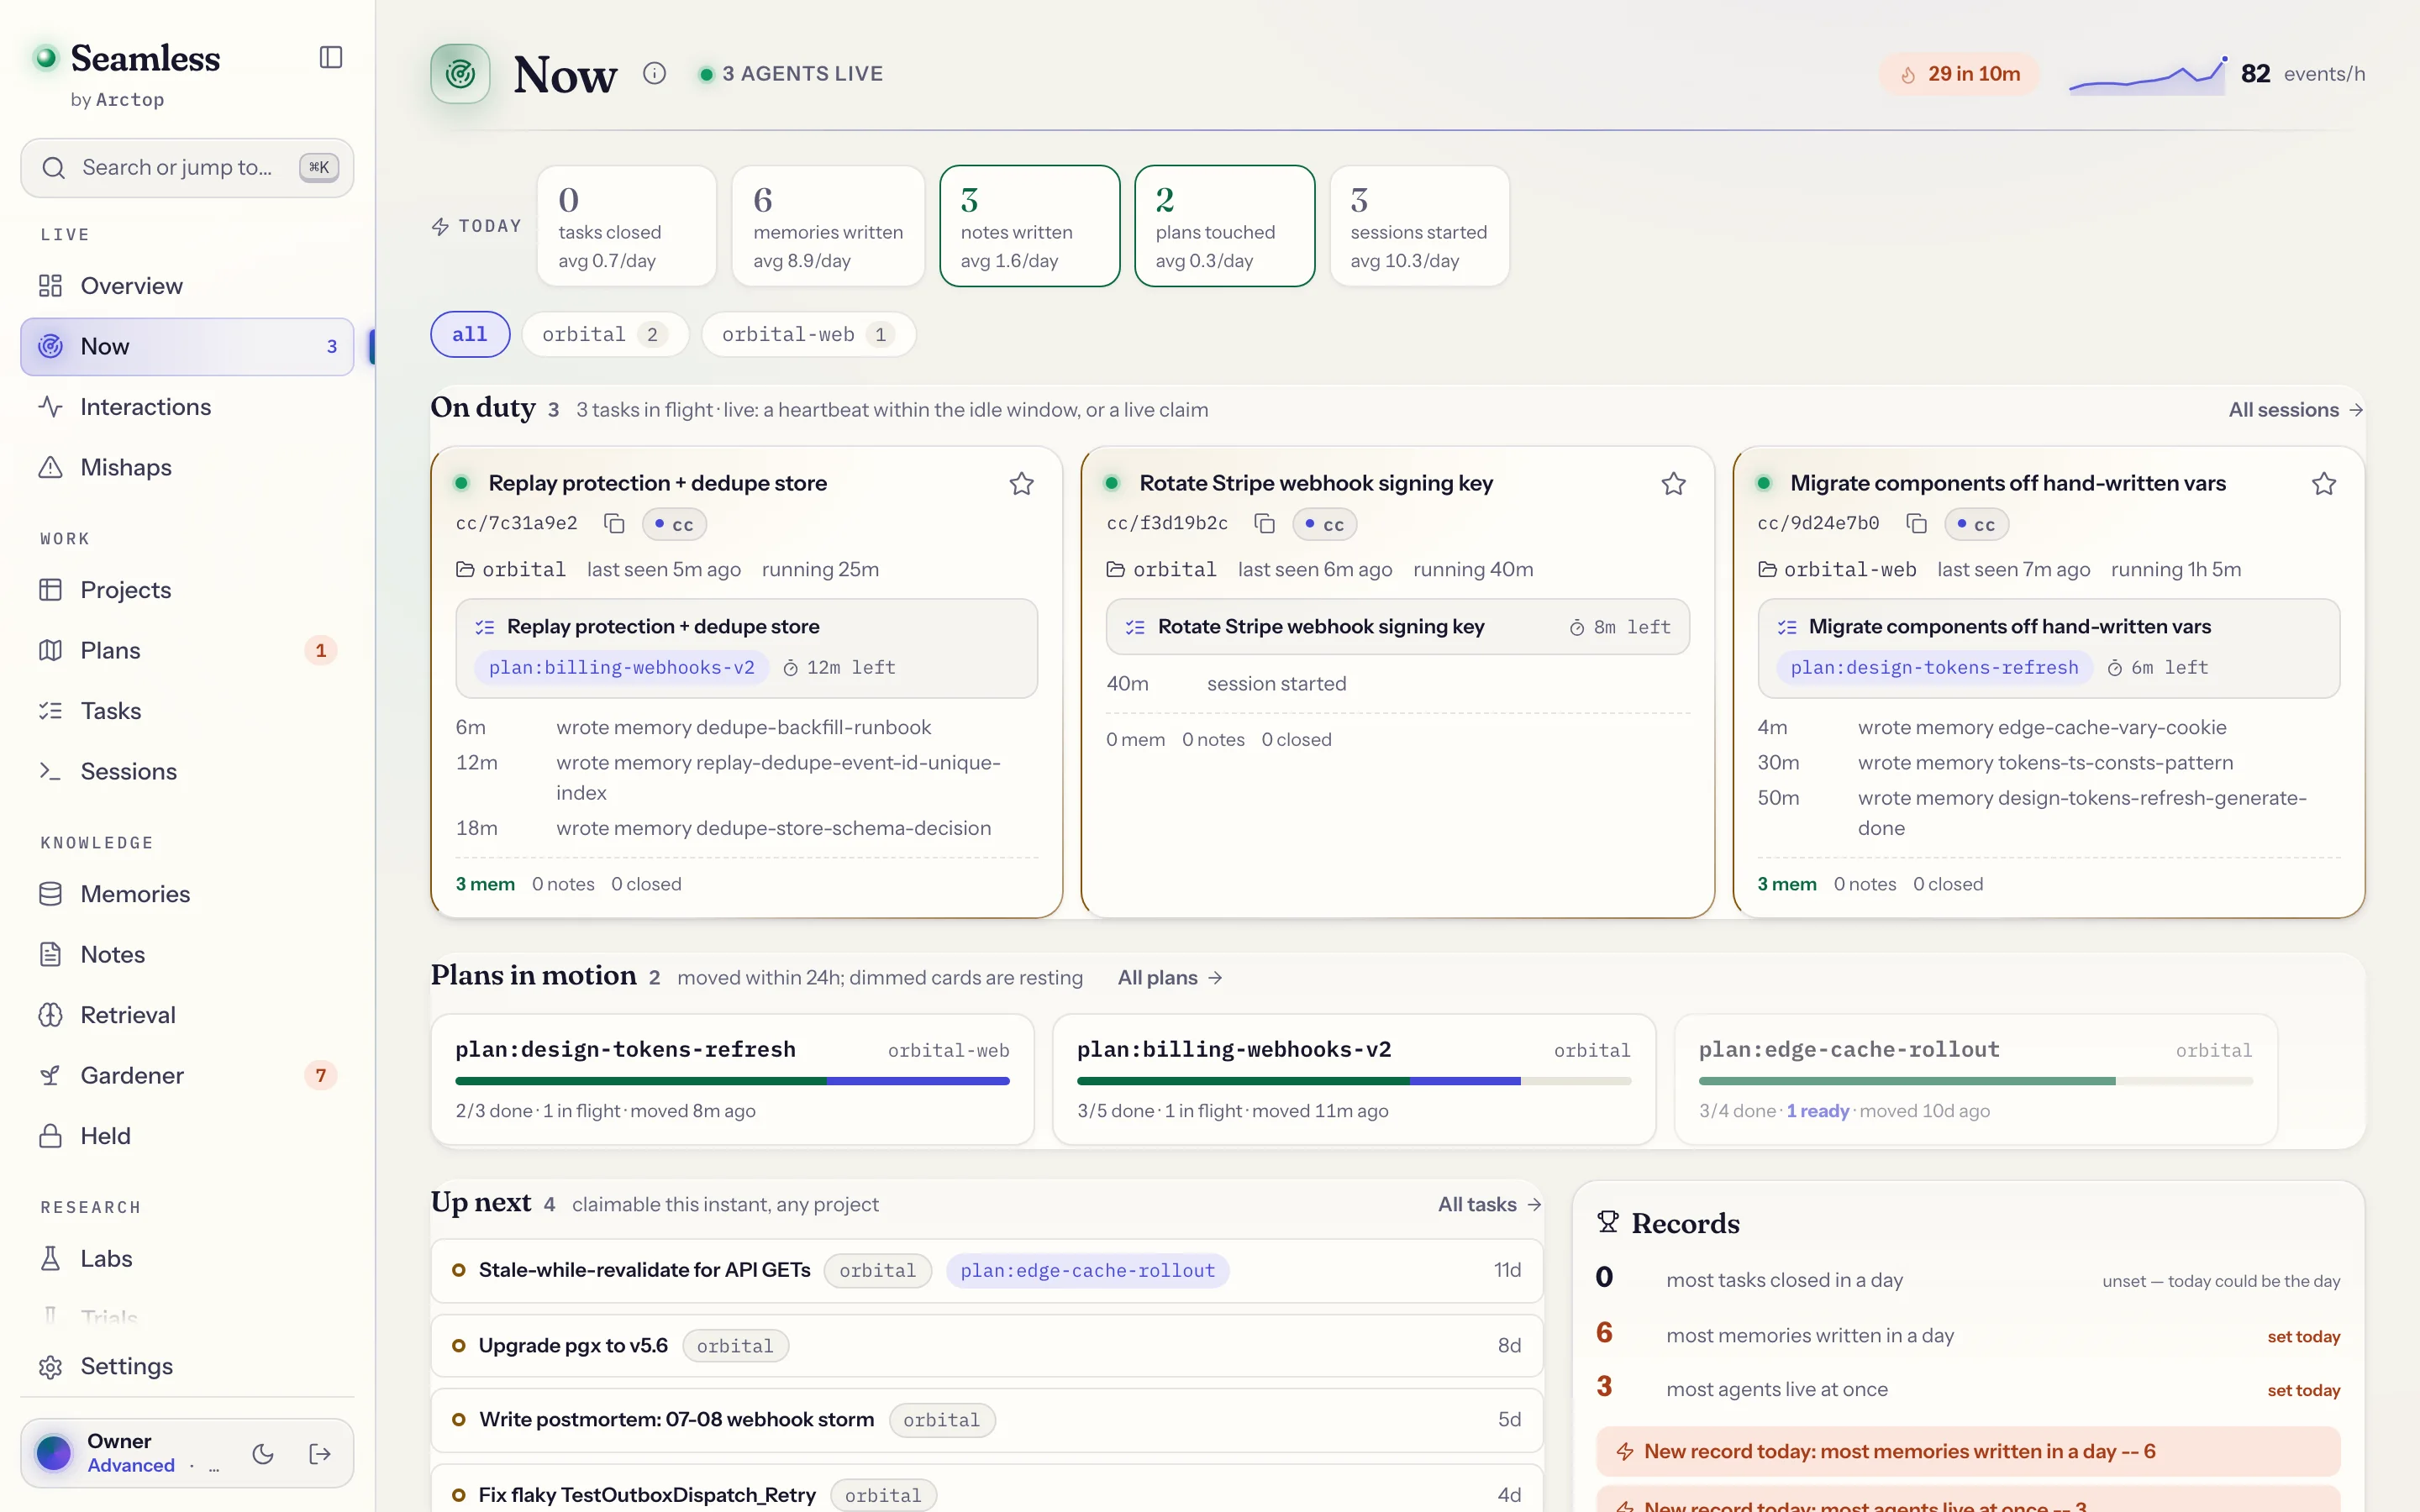 Seamless
by Arctop
Search or jump to...
⌘K
LIVE
Overview
Now
3
Interactions
Mishaps
WORK
Projects
Plans
1
Tasks
Sessions
KNOWLEDGE
Memories
Notes
Retrieval
Gardener
7
Held
RESEARCH
Labs
Trials
Settings
Owner
Advanced · ...
Now
3 AGENTS LIVE
29 in 10m
82 events/h
TODAY
0
tasks closed
avg 0.7/day
6
memories written
avg 8.9/day
3
notes written
avg 1.6/day
2
plans touched
avg 0.3/day
3
sessions started
avg 10.3/day
all
orbital 2
orbital-web 1
On duty 3 3 tasks in flight · live: a heartbeat within the idle window, or a live claim
All sessions →
Replay protection + dedupe store
cc/7c31a9e2
cc
orbital last seen 5m ago running 25m
Replay protection + dedupe store
plan:billing-webhooks-v2 12m left
6m wrote memory dedupe-backfill-runbook
12m wrote memory replay-dedupe-event-id-unique-
index
18m wrote memory dedupe-store-schema-decision
3 mem 0 notes 0 closed
Rotate Stripe webhook signing key
cc/f3d19b2c
cc
orbital last seen 6m ago running 40m
Rotate Stripe webhook signing key 8m left
40m session started
0 mem 0 notes 0 closed
Migrate components off hand-written vars
cc/9d24e7b0
cc
orbital-web last seen 7m ago running 1h 5m
Migrate components off hand-written vars
plan:design-tokens-refresh 6m left
4m wrote memory edge-cache-vary-cookie
30m wrote memory tokens-ts-consts-pattern
50m wrote memory design-tokens-refresh-generate-
done
3 mem 0 notes 0 closed
Plans in motion 2 moved within 24h; dimmed cards are resting All plans →
plan:design-tokens-refresh orbital-web
2/3 done · 1 in flight · moved 8m ago
plan:billing-webhooks-v2 orbital
3/5 done · 1 in flight · moved 11m ago
plan:edge-cache-rollout orbital
3/4 done · 1 ready · moved 10d ago
Up next 4 claimable this instant, any project All tasks →
Stale-while-revalidate for API GETs orbital plan:edge-cache-rollout 11d
Upgrade pgx to v5.6 orbital 8d
Write postmortem: 07-08 webhook storm orbital 5d
Fix flaky TestOutboxDispatch_Retry orbital 4d
Records
0 most tasks closed in a day unset — today could be the day
6 most memories written in a day set today
3 most agents live at once set today
New record today: most memories written in a day -- 6
New record today: most agents live at once -- 3